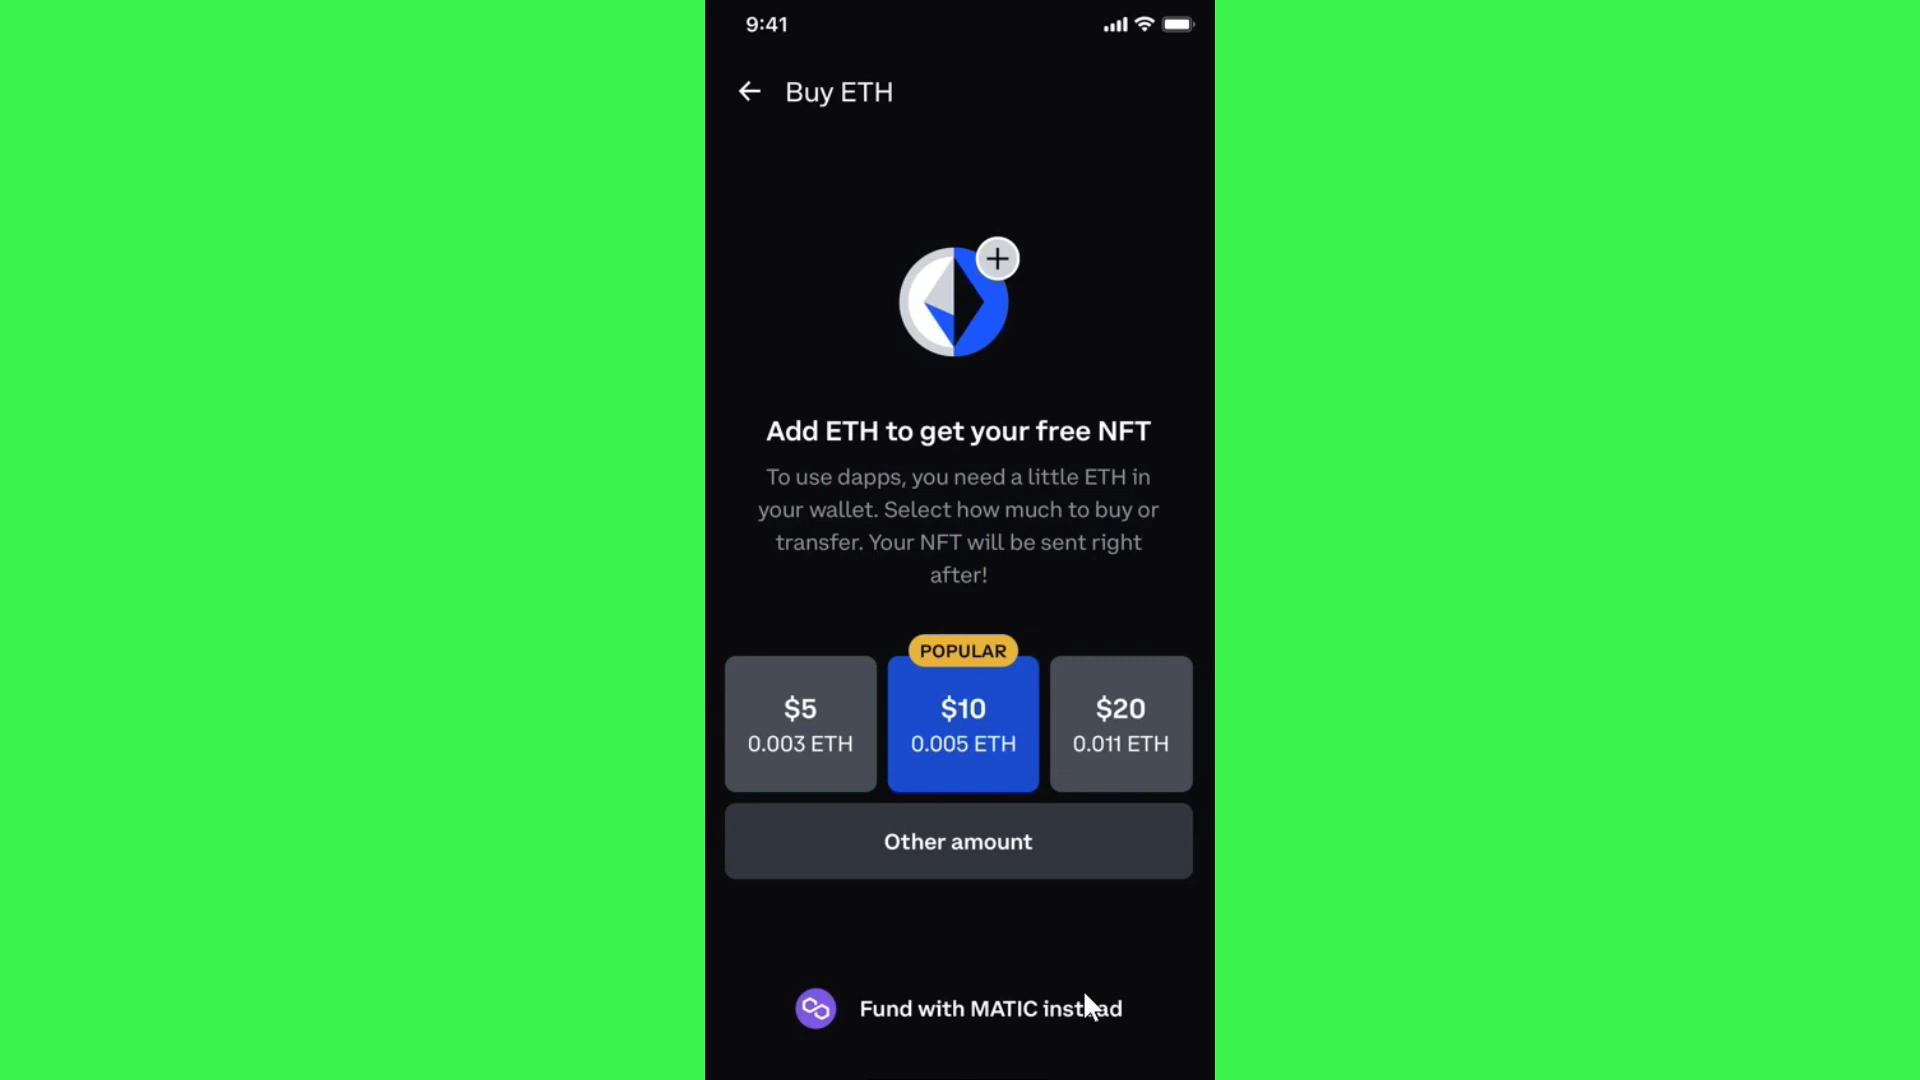 9:41
Buy ETH
Add ETH to get your free NFT
To use dapps, you need a little ETH in
your wallet. Select how much to buy or
transfer. Your NFT will be sent right
after!
POPULAR
$5
0.003 ETH
$10
0.005 ETH
$20
0.011 ETH
Other amount
Fund with MATIC instead